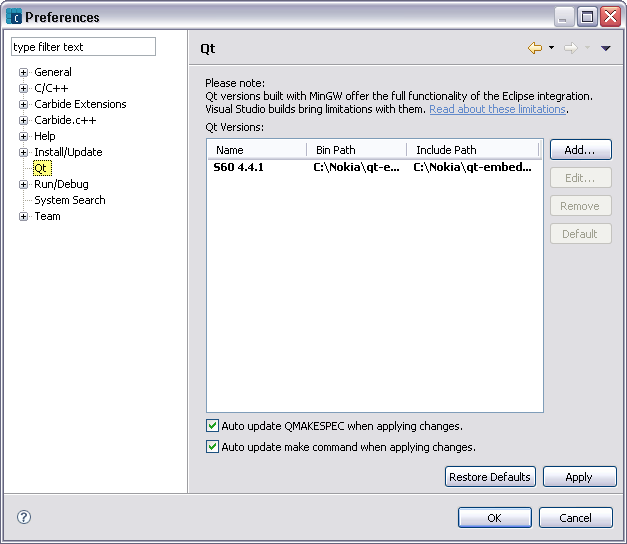 Preferences
type filter text
General
C/C++
Carbide Extensions
Carbide.c++
Help
Install/Update
Qt
Run/Debug
System Search
Team
Qt
Please note:
Qt versions built with MinGW offer the full functionality of the Eclipse integration.
Visual Studio builds bring limitations with them. Read about these limitations.
Qt Versions:
Name Bin Path Include Path
S60 4.4.1 C:\Nokia\qt-e... C:\Nokia\qt-embed...
Add...
Edit...
Remove
Default
Auto update QMAKESPEC when applying changes.
Auto update make command when applying changes.
Restore Defaults Apply
? OK Cancel